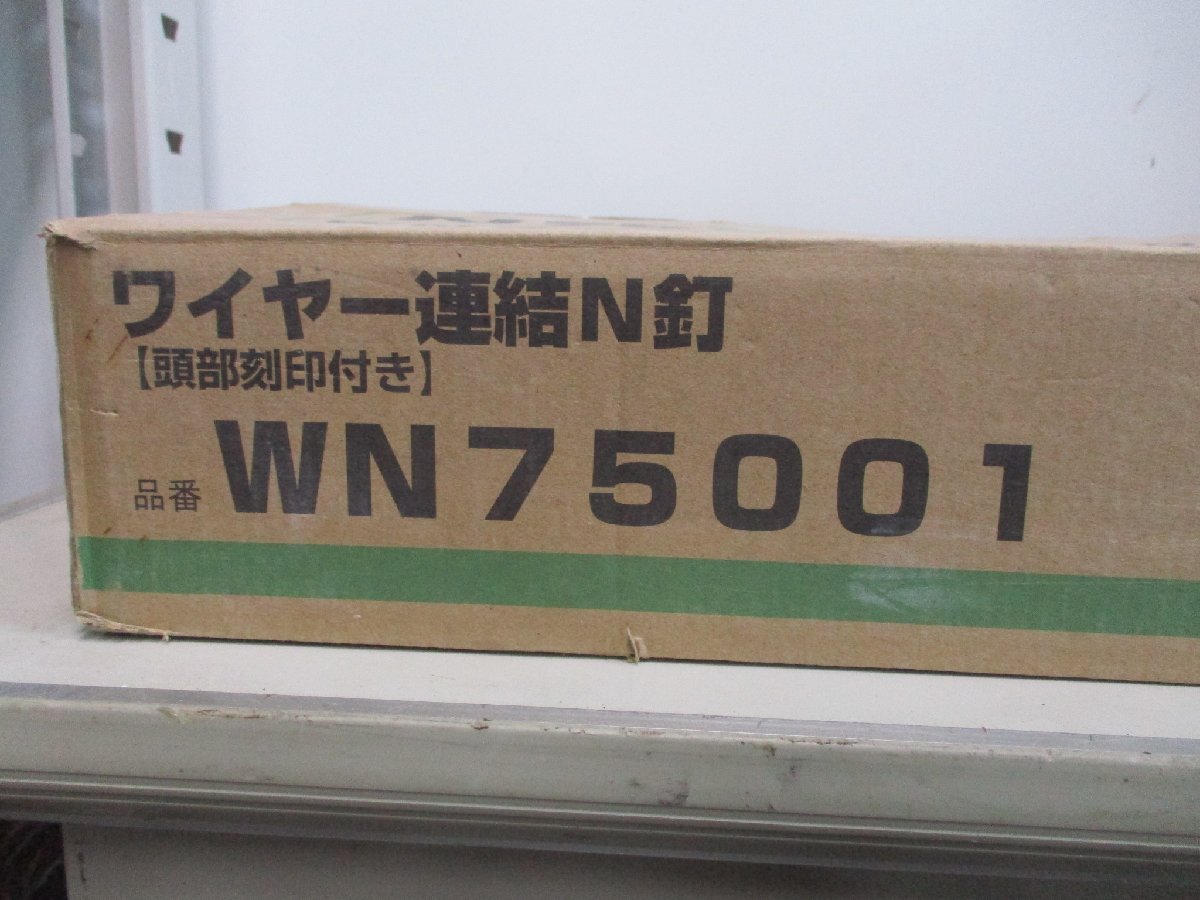 ワイヤー連結N釘
【頭部刻印付き】
品番 WN75001